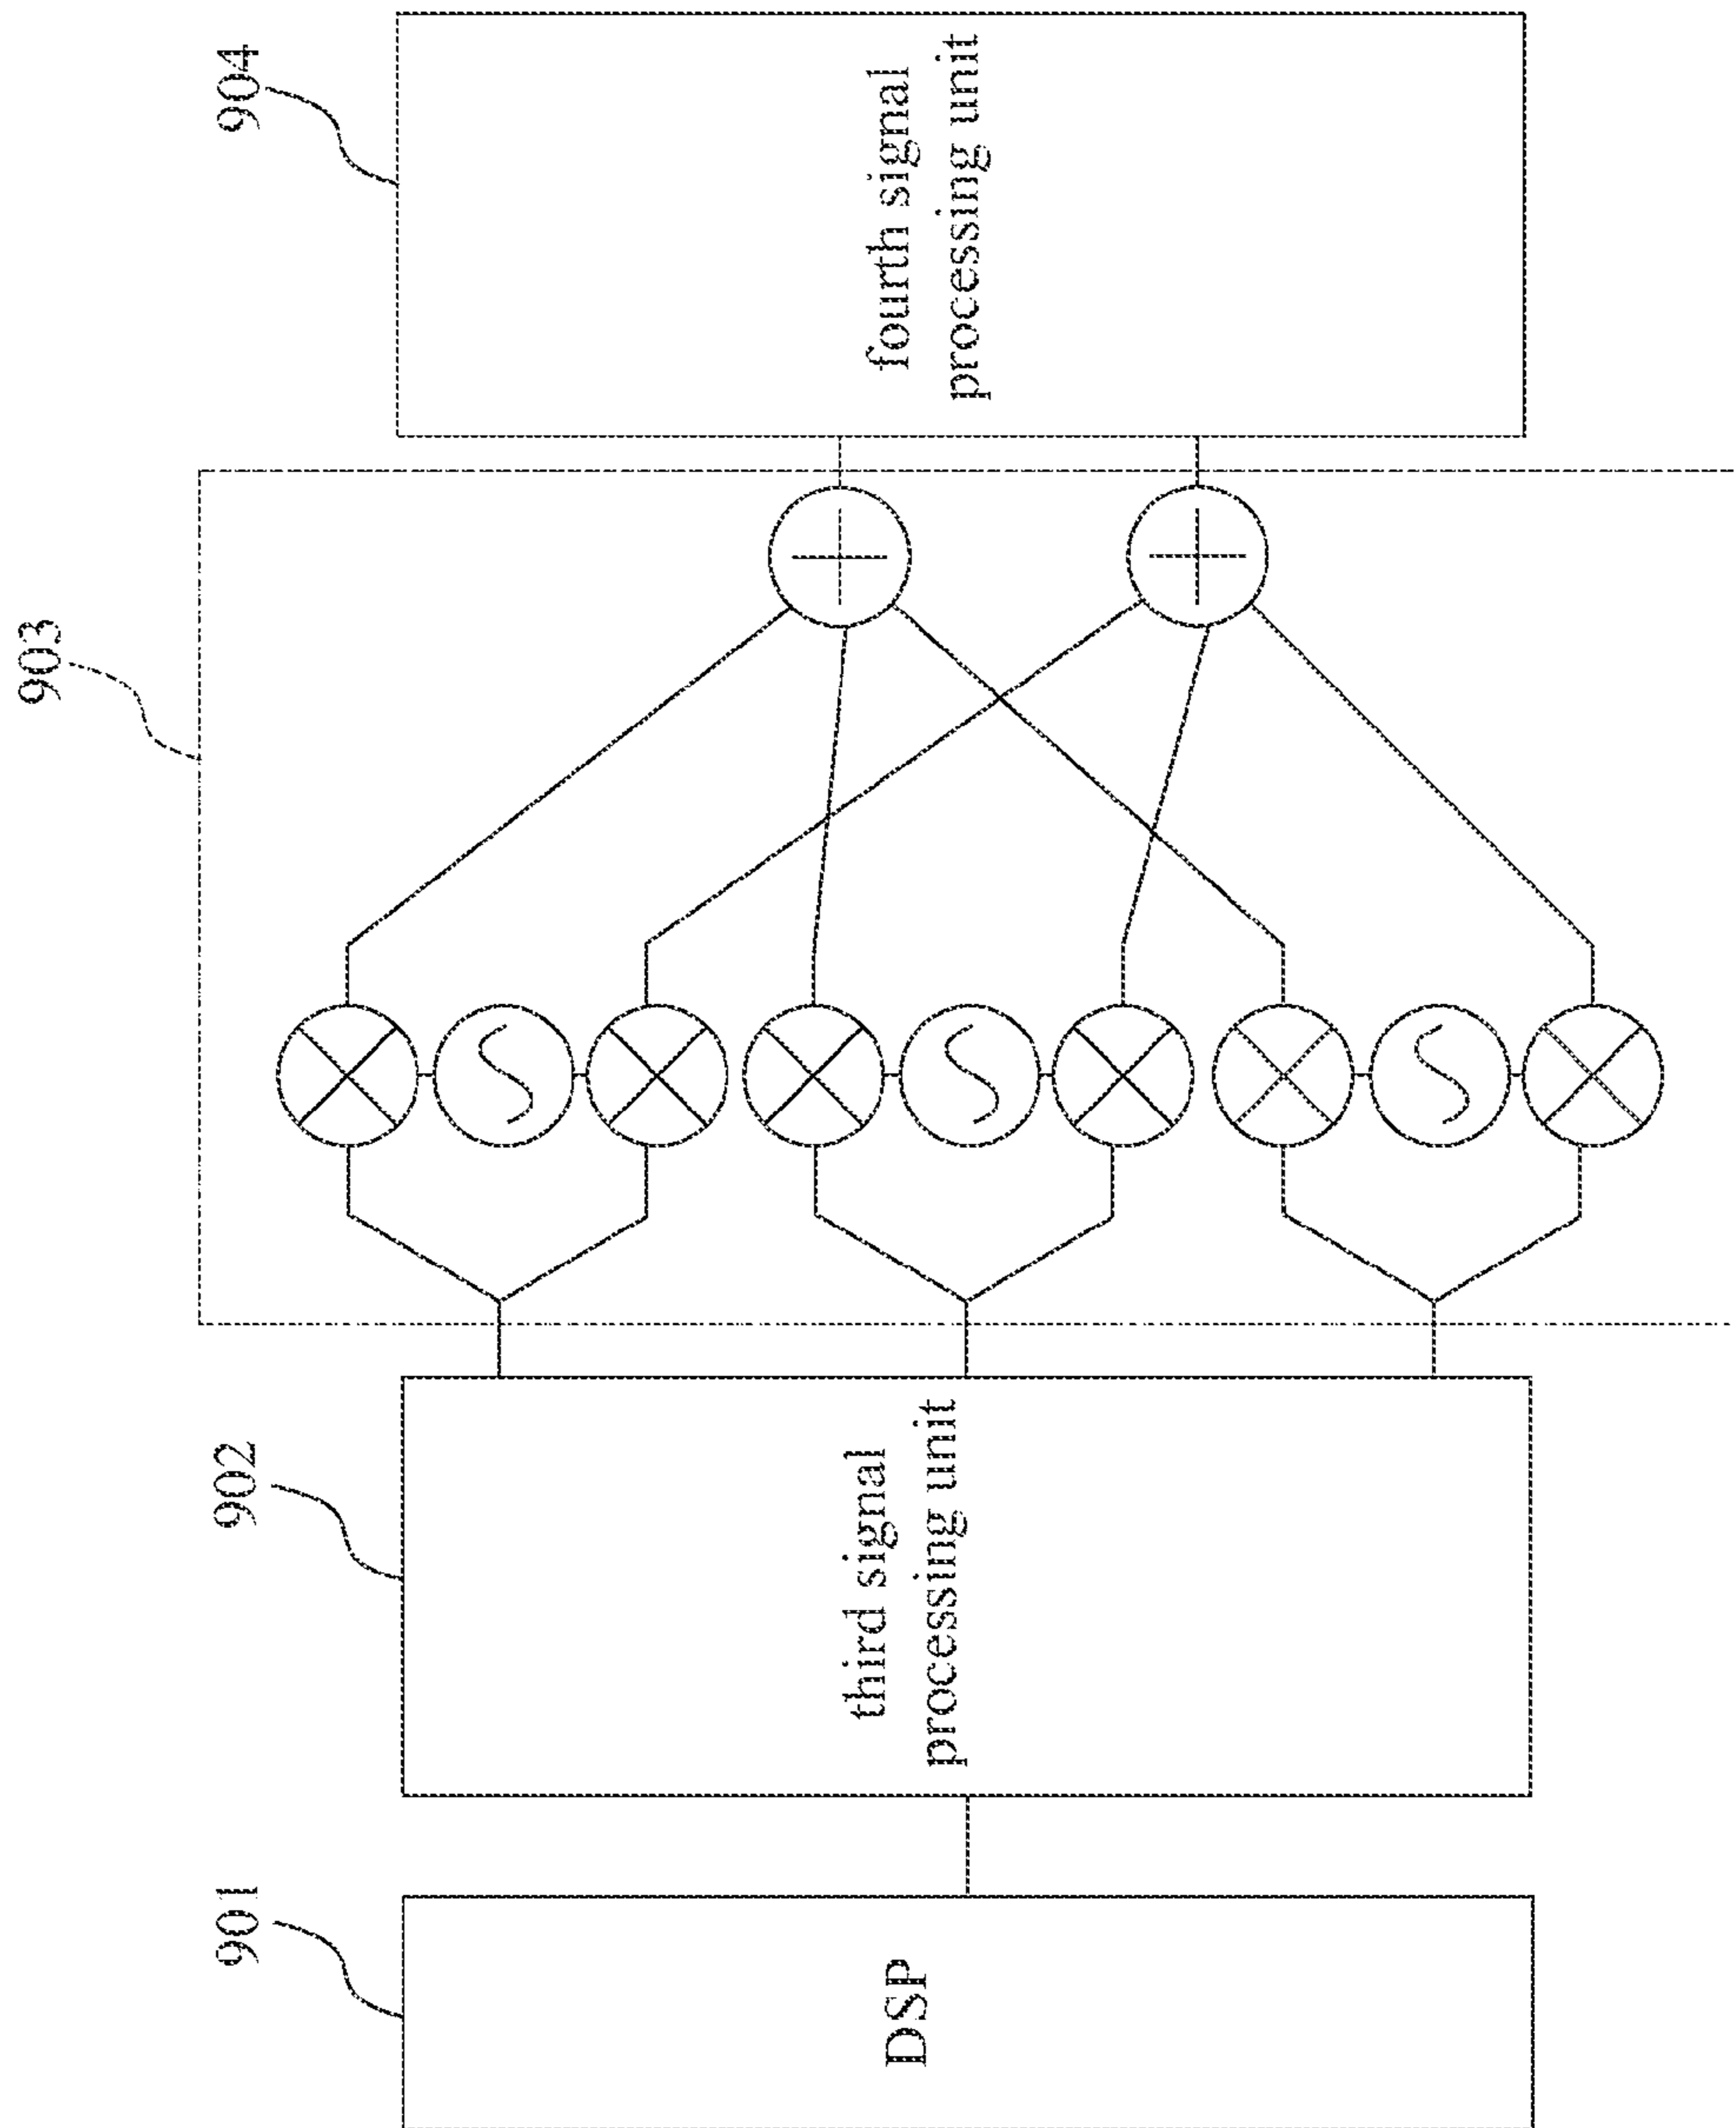 901
DSP
902
third signal
processing unit
903
904
fourth signal
processing unit